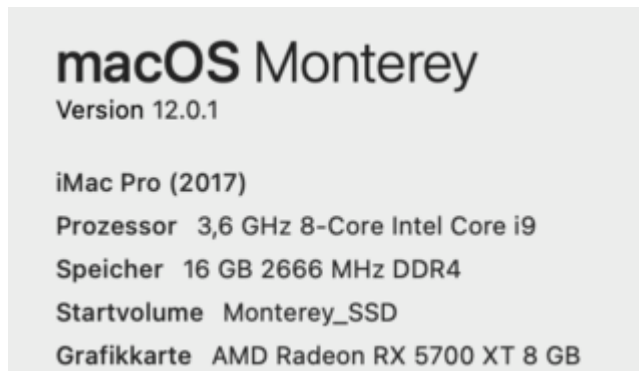 macOS Monterey
Version 12.0.1
iMac Pro (2017)
Prozessor 3,6 GHz 8-Core Intel Core i9
Speicher 16 GB 2666 MHz DDR4
Startvolume Monterey_SSD
Grafikkarte AMD Radeon RX 5700 XT 8 GB